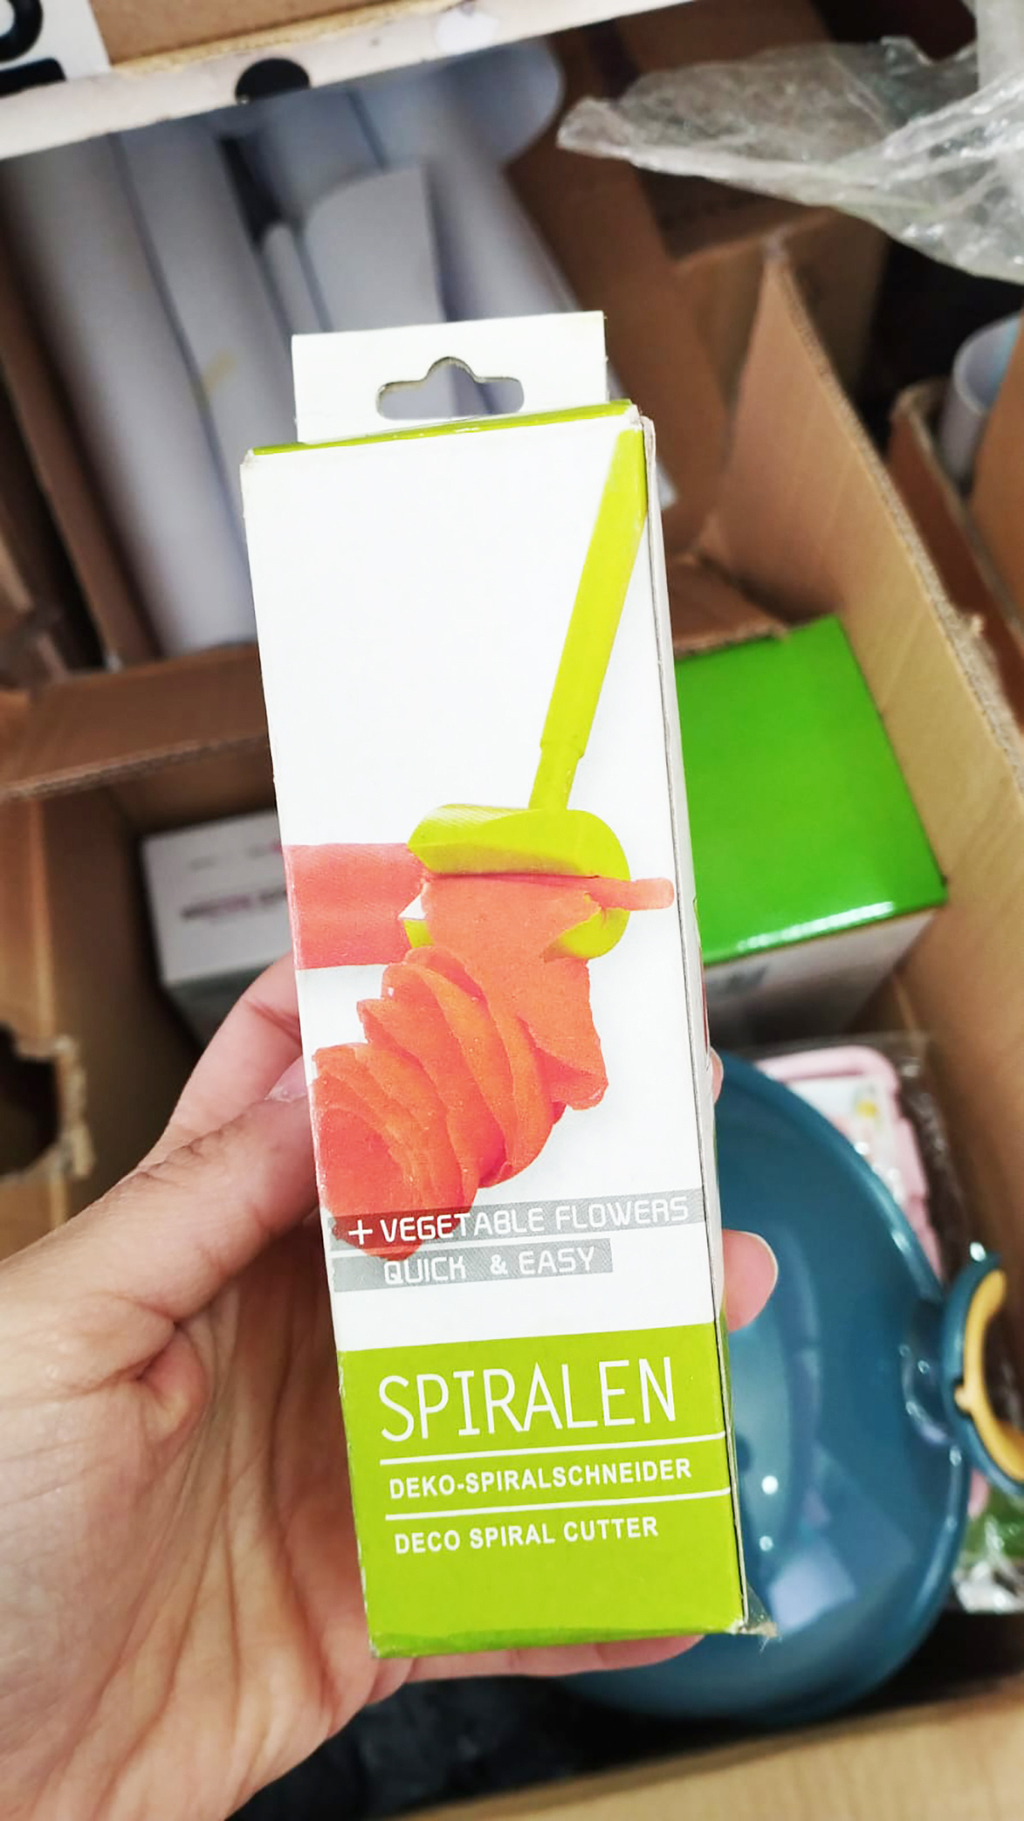 + VEGETABLE FLOWERS
QUICK & EASY
SPIRALEN
DEKO-SPIRALSCHNEIDER
DECO SPIRAL CUTTER